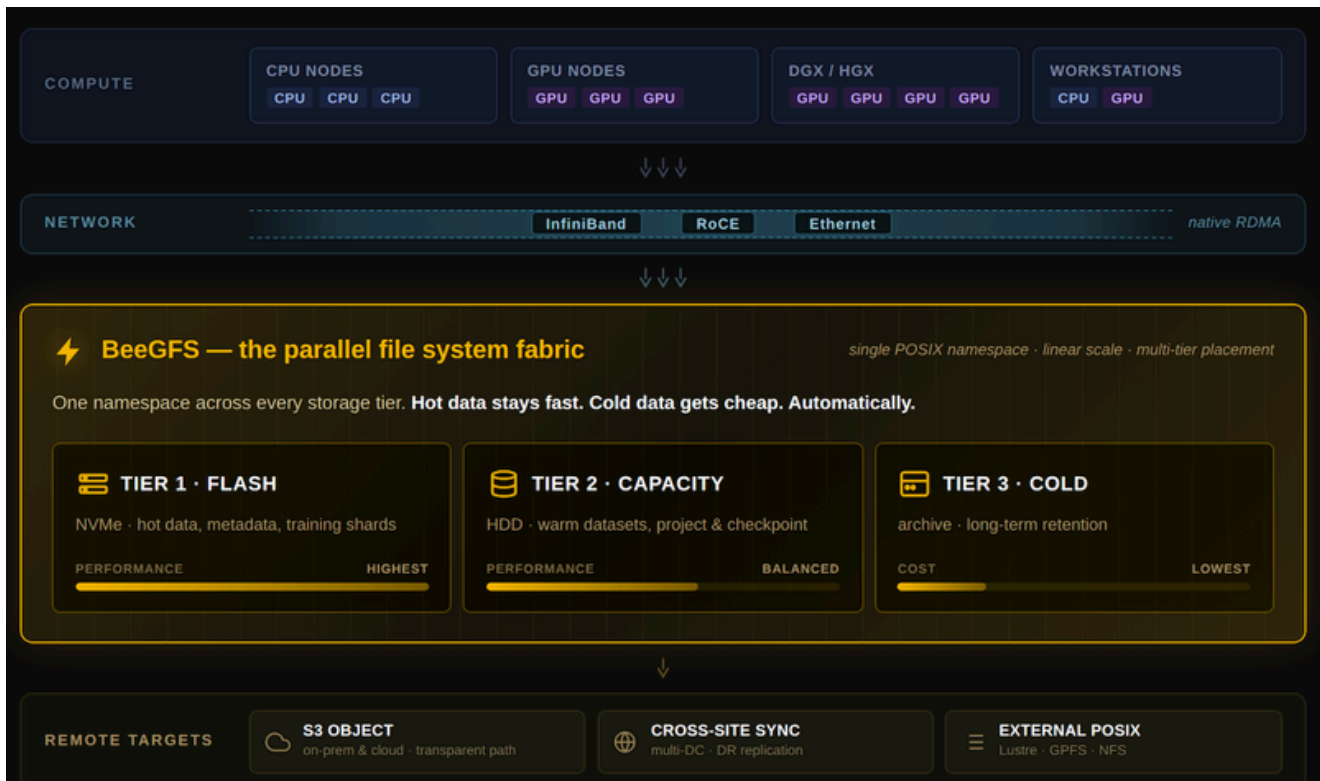 COMPUTE
CPU NODES
CPU CPU CPU
GPU NODES
GPU GPU GPU
DGX / HGX
GPU GPU GPU GPU
WORKSTATIONS
CPU GPU
NETWORK
InfiniBand
RoCE
Ethernet
native RDMA
BeeGFS — the parallel file system fabric
single POSIX namespace · linear scale · multi-tier placement
One namespace across every storage tier. Hot data stays fast. Cold data gets cheap. Automatically.
TIER 1 · FLASH
NVMe · hot data, metadata, training shards
PERFORMANCE HIGHEST
TIER 2 · CAPACITY
HDD · warm datasets, project & checkpoint
PERFORMANCE BALANCED
TIER 3 · COLD
archive · long-term retention
COST LOWEST
REMOTE TARGETS
S3 OBJECT
on-prem & cloud · transparent path
CROSS-SITE SYNC
multi-DC · DR replication
EXTERNAL POSIX
Lustre · GPFS · NFS